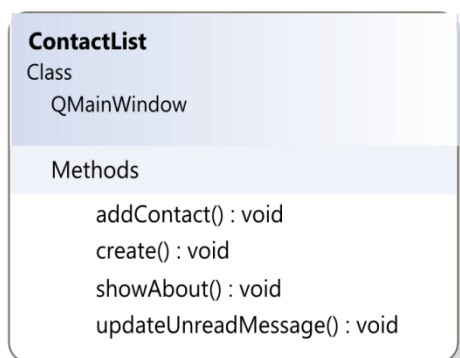 ContactList
Class
QMainWindow
Methods
addContact() : void
create() : void
showAbout() : void
updateUnreadMessage() : void